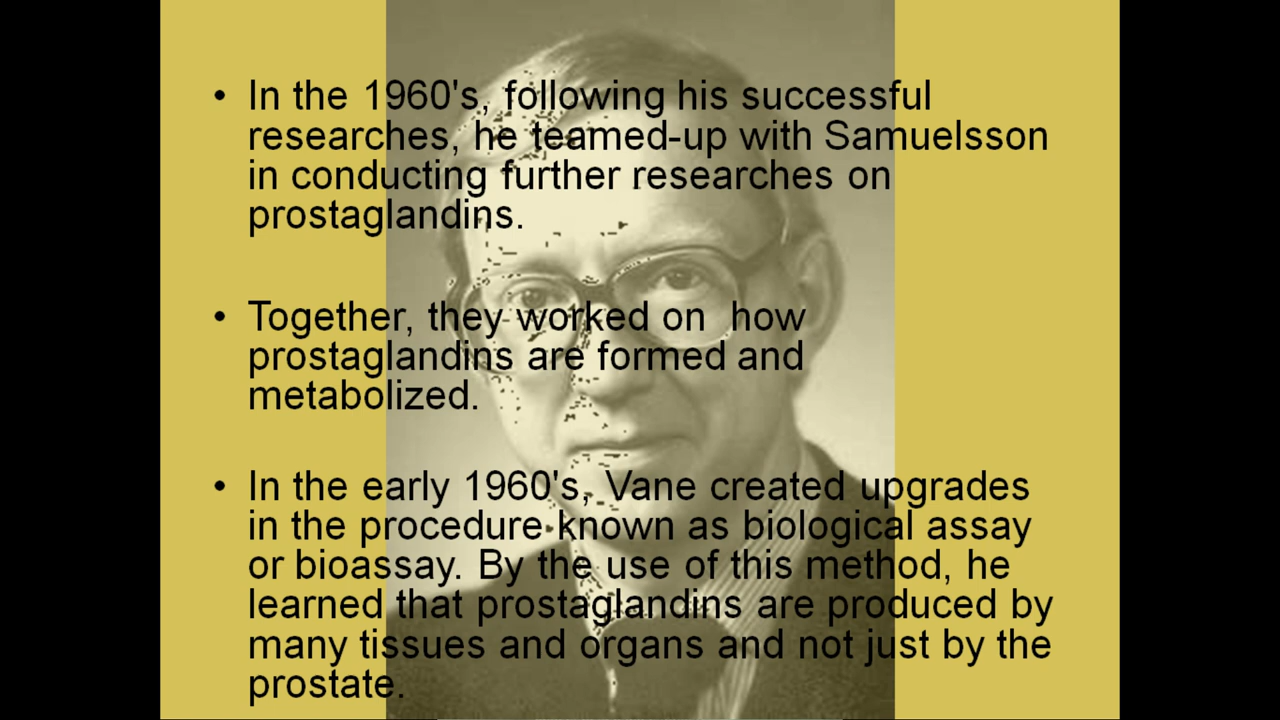 • In the 1960's, following his successful
researches, he teamed-up with Samuelsson
in conducting further researches on
prostaglandins.
• Together, they worked on how
prostaglandins are formed and
metabolized.
• In the early 1960's, Vane created upgrades
in the procedure known as biological assay
or bioassay. By the use of this method, he
learned that prostaglandins are produced by
many tissues and organs and not just by the
prostate.